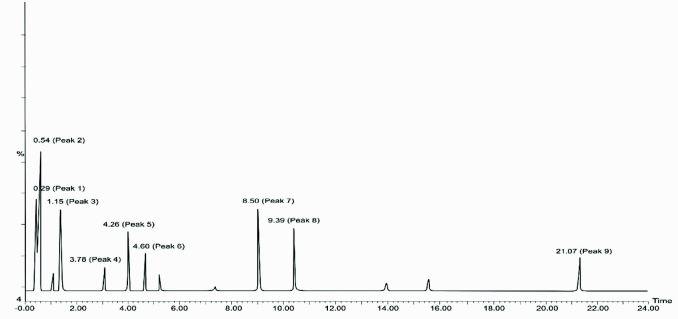 0.54 (Peak 2)
%
0.29 (Peak 1)
1.15 (Peak 3)
8.50 (Peak 7)
9.39 (Peak 8)
4.26 (Peak 5)
4.60 (Peak 6)
3.78 (Peak 4)
21.07 (Peak 9)
4
-0.00 2.00 4.00 6.00 8.00 10.00 12.00 14.00 16.00 18.00 20.00 22.00 24.00 Time